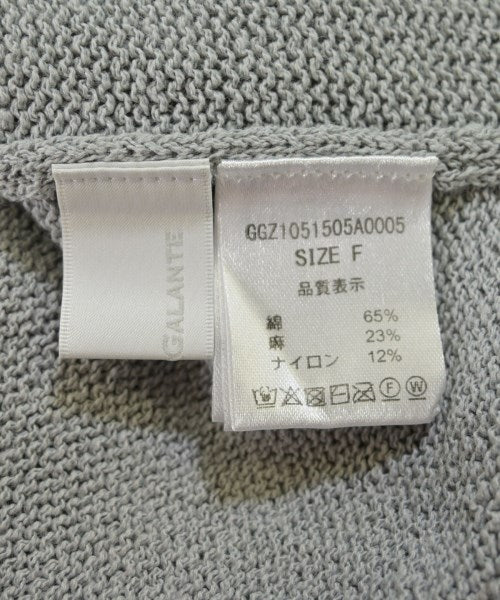 GALANTE
GGZ1051505A0005
SIZE F
品質表示
綿 65%
麻 23%
ナイロン 12%
F W